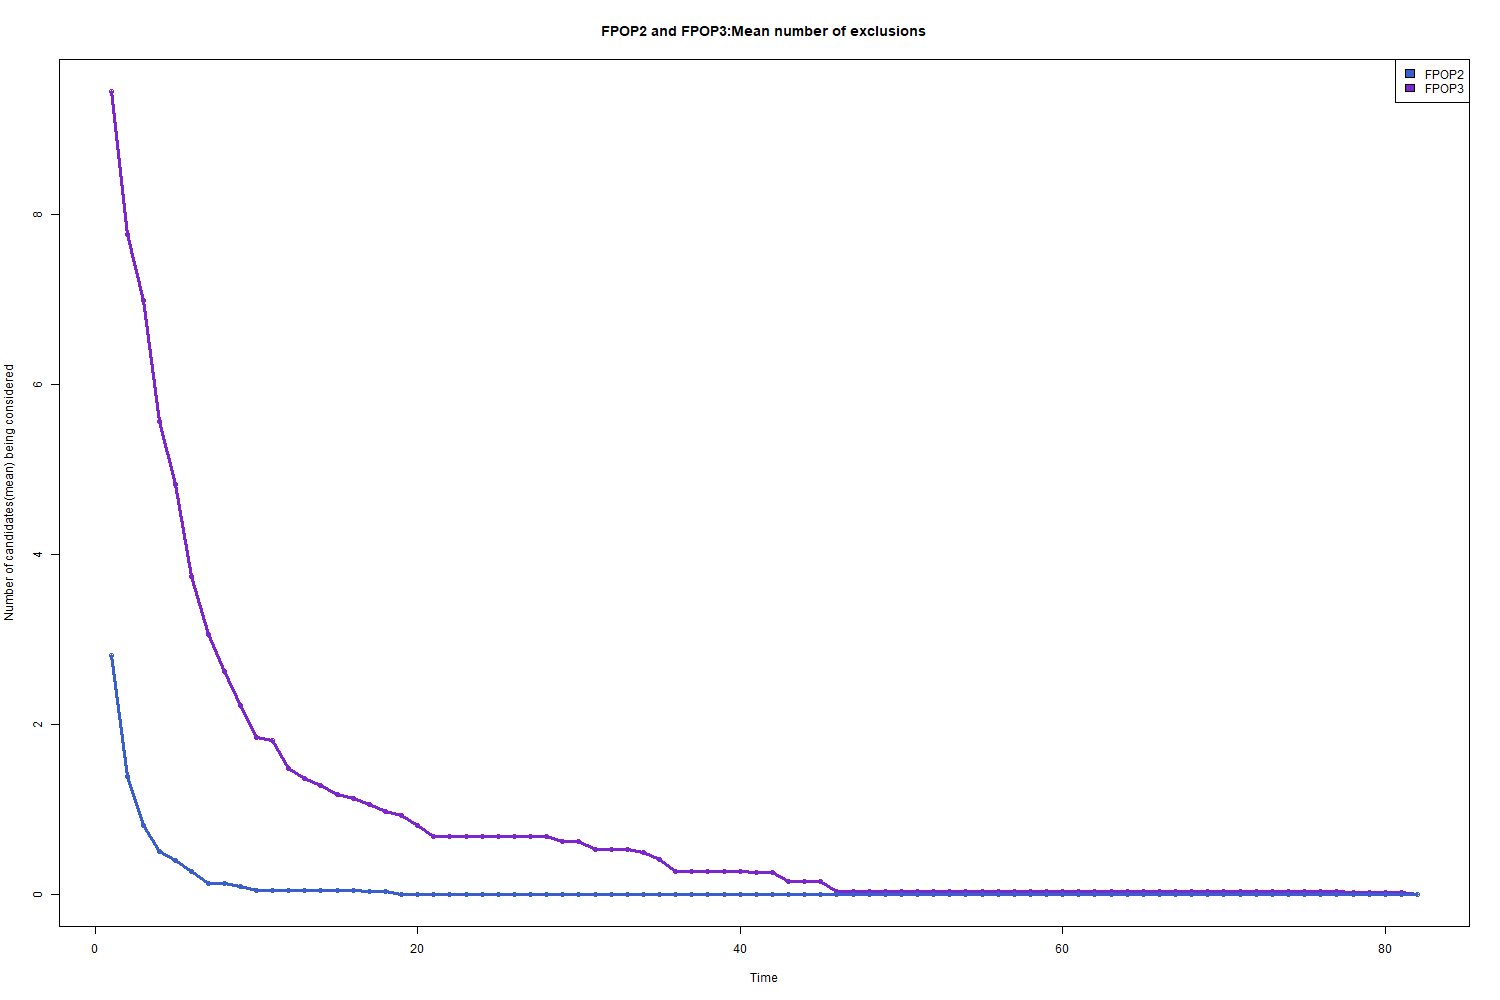 FPOP2 and FPOP3:Mean number of exclusions
FPOP2
FPOP3
Number of candidates(mean) being considered
8
6
4
2
0
0 20 40 60 80
Time